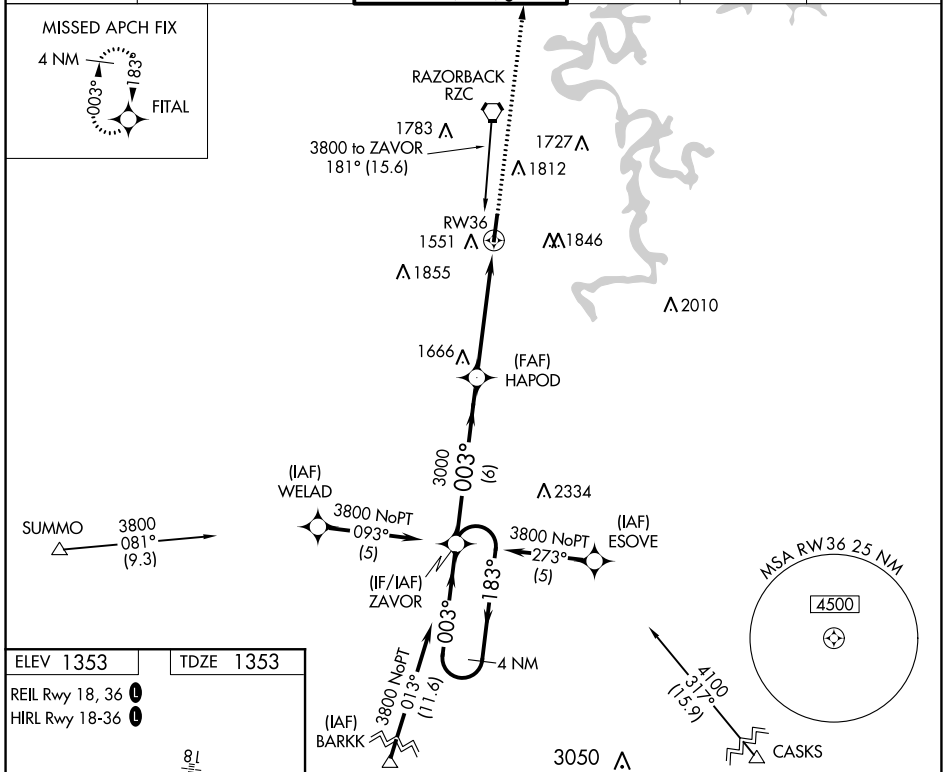 MISSED APCH FIX
4 NM
003°
183°
FITAL
RAZORBACK
RZC
1783
3800 to ZAVOR
181° (15.6)
1727
1812
RW36
1551
1846
1855
2010
1666
(FAF)
HAPOD
3000
003°
(6)
2334
(IAF)
WELAD
3800 NoPT
093°
(5)
SUMMO
3800
081°
(9.3)
3800 NoPT
273°
(5)
(IAF)
ESOVE
(IF/IAF)
ZAVOR
003°
183°
4 NM
MSA RW36 25 NM
4500
3800 NoPT
013°
(11.6)
(IAF)
BARKK
4100
317°
(15.9)
CASKS
3050
ELEV 1353
TDZE 1353
REIL Rwy 18, 36 L
HIRL Rwy 18-36 L
18